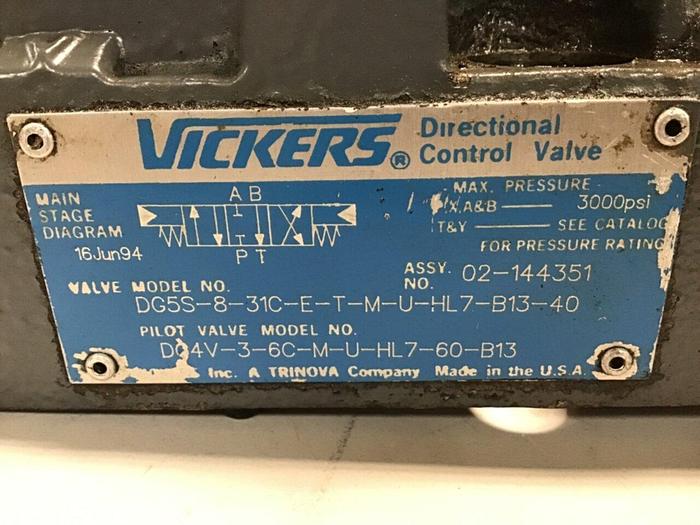 VICKERS®
Directional
Control Valve
MAIN
STAGE
DIAGRAM
16Jun94
A B
P T
MAX. PRESSURE
X,A&B — 3000psi
T&Y — SEE CATALOG
FOR PRESSURE RATING
ASSY. NO. 02-144351
VALVE MODEL NO.
DG5S-8-31C-E-T-M-U-HL7-B13-40
PILOT VALVE MODEL NO.
DG4V-3-6C-M-U-HL7-60-B13
Inc. A TRINOVA Company Made in the U.S.A.